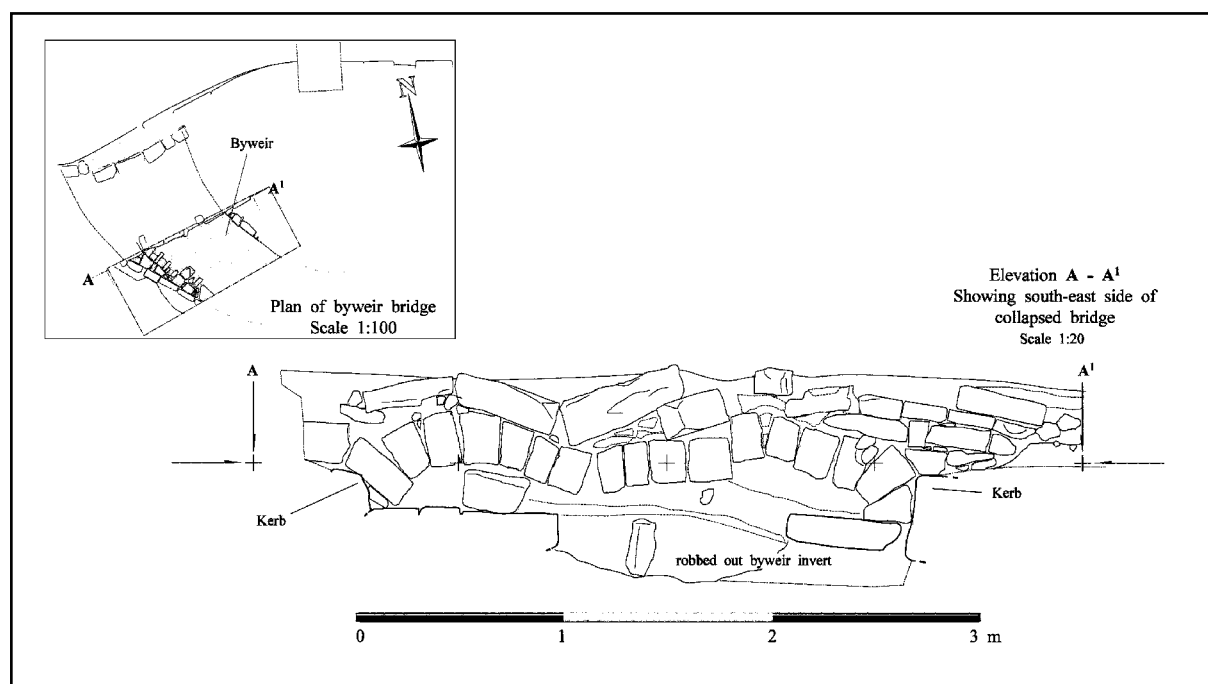 N
Byweir
A¹
A
Plan of byweir bridge
Scale 1:100
Elevation A - A¹
Showing south-east side of
collapsed bridge
Scale 1:20
A
A¹
Kerb
Kerb
robbed out byweir invert
0 1 2 3 m